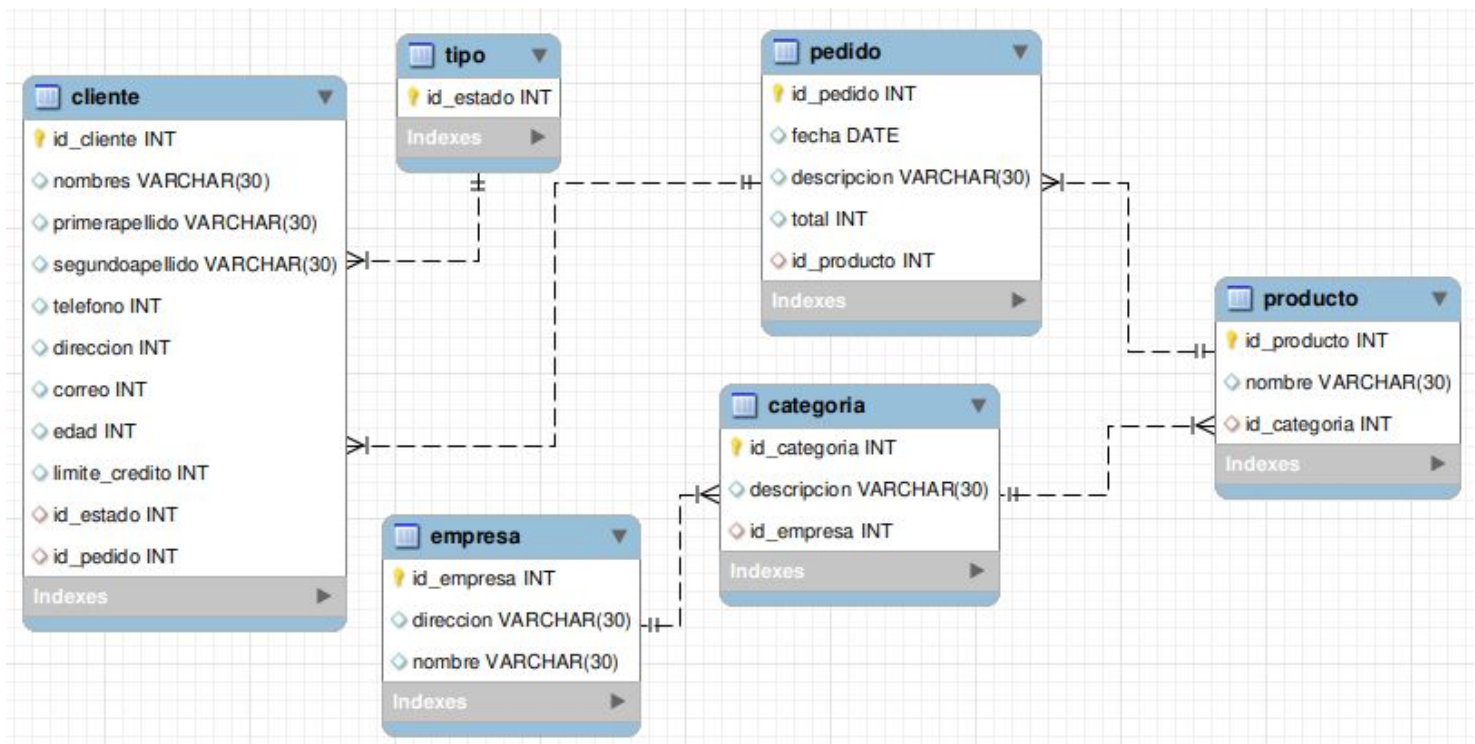 cliente
id_cliente INT
nombres VARCHAR(30)
primerapellido VARCHAR(30)
segundoapellido VARCHAR(30)
telefono INT
direccion INT
correo INT
edad INT
limite_credito INT
id_estado INT
id_pedido INT
Indexes
tipo
id_estado INT
Indexes
pedido
id_pedido INT
fecha DATE
descripcion VARCHAR(30)
total INT
id_producto INT
Indexes
producto
id_producto INT
nombre VARCHAR(30)
id_categoria INT
Indexes
categoria
id_categoria INT
descripcion VARCHAR(30)
id_empresa INT
Indexes
empresa
id_empresa INT
direccion VARCHAR(30)
nombre VARCHAR(30)
Indexes